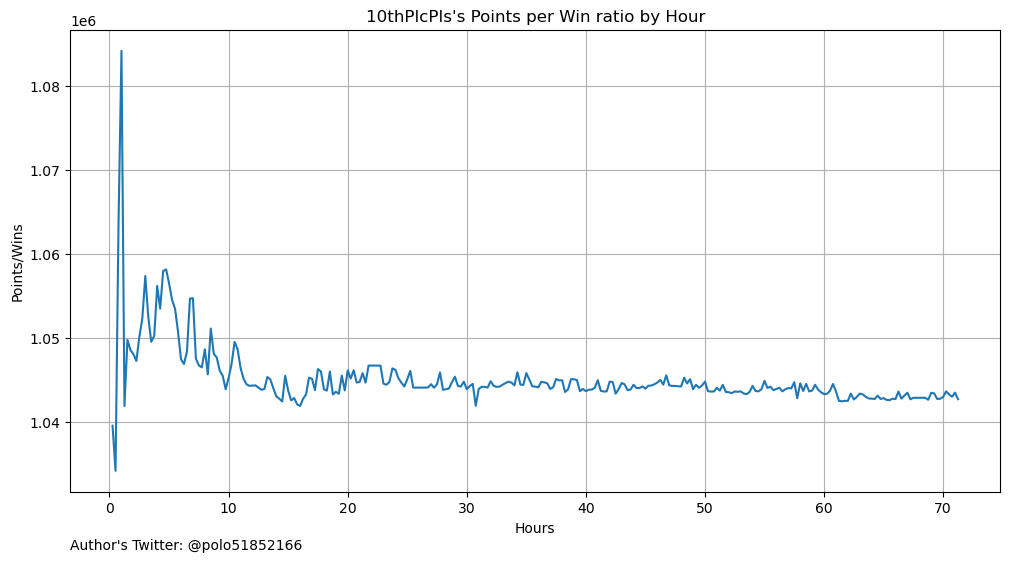 10thPlcPls's Points per Win ratio by Hour
1e6
1.08
1.07
1.06
1.05
1.04
Points/Wins
0 10 20 30 40 50 60 70
Hours
Author's Twitter: @polo51852166